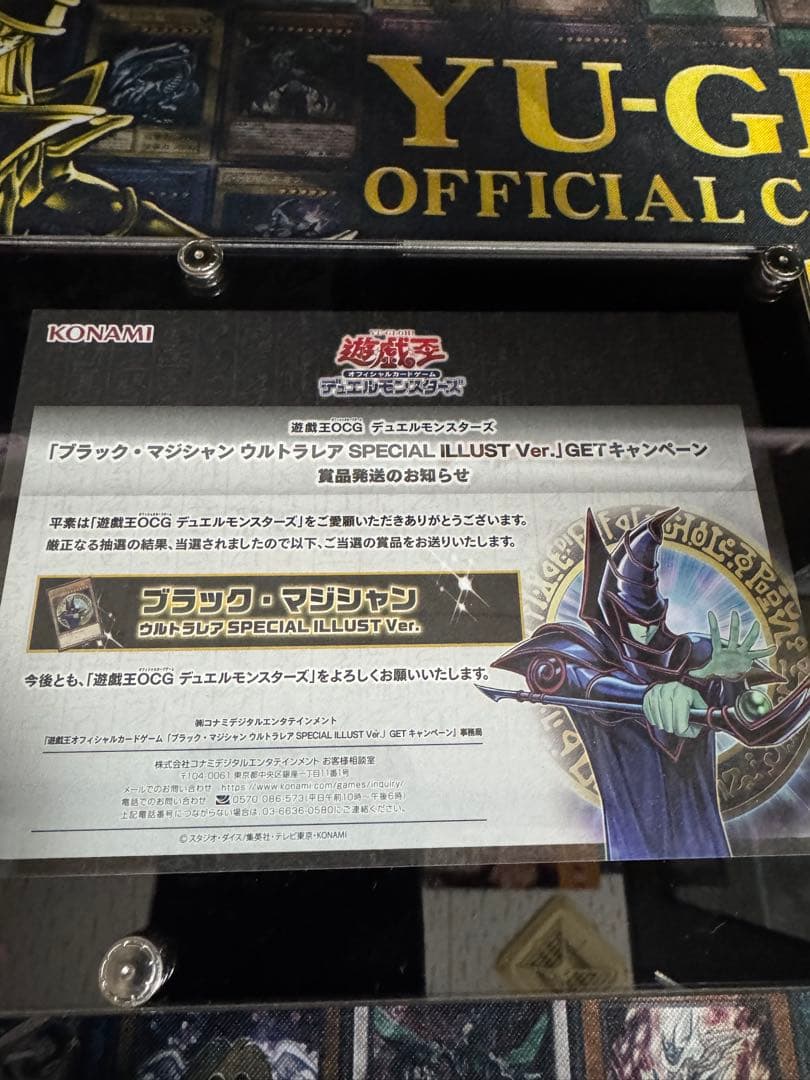 YU-G
OFFICIAL C
KONAMI
YU-GI-OH!
遊戯王
オフィシャルカードゲーム
デュエルモンスターズ
遊戯王OCG デュエルモンスターズ
「ブラック・マジシャン ウルトラレア SPECIAL ILLUST Ver.」GETキャンペーン
賞品発送のお知らせ
平素は「遊戯王OCG デュエルモンスターズ」をご愛顧いただきありがとうございます。
厳正なる抽選の結果、当選されましたので以下、ご当選の賞品をお送りいたします。
ブラック・マジシャン
ウルトラレア SPECIAL ILLUST Ver.
今後とも、「遊戯王OCG デュエルモンスターズ」をよろしくお願いいたします。
㈱コナミデジタルエンタテインメント
「遊戯王オフィシャルカードゲーム 「ブラック・マジシャン ウルトラレア SPECIAL ILLUST Ver.」 GET キャンペーン」事務局
株式会社コナミデジタルエンタテインメント お客様相談室
〒104-0061 東京都中央区銀座一丁目11番1号
メールでのお問い合わせ https://www.konami.com/games/inquiry/
電話でのお問い合わせ 0570-086-573(平日午前10時～午後6時)
上記電話番号につながらない場合は、03-6636-0580にご連絡ください。
©スタジオ・ダイス/集英社・テレビ東京・KONAMI